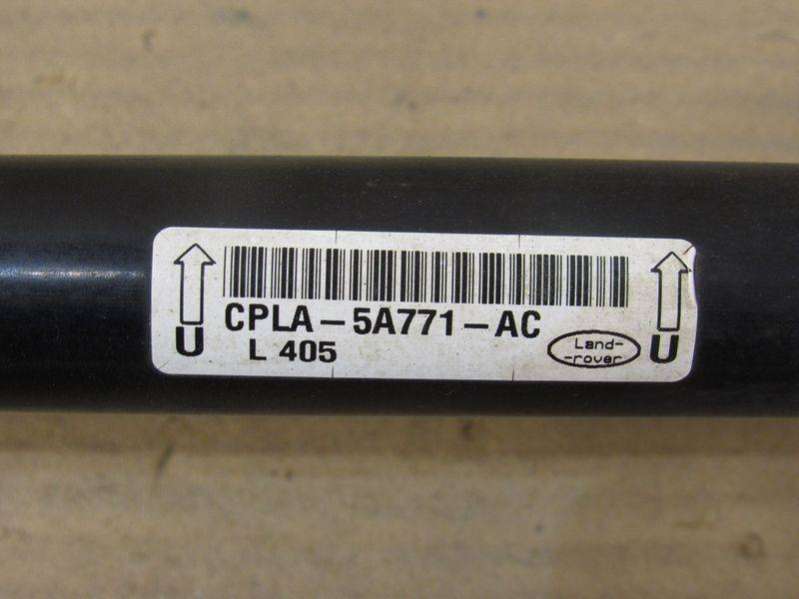 CPLA-5A771-AC
U
L 405
Land-
-rover
U